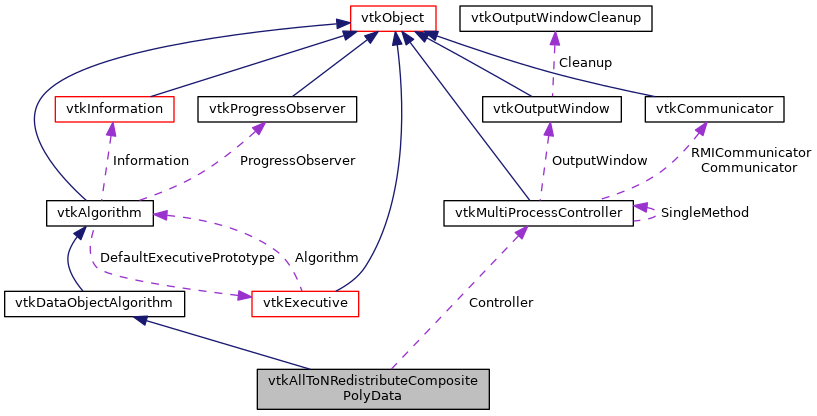 vtkObject
vtkOutputWindowCleanup
Cleanup
vtkInformation
vtkProgressObserver
vtkOutputWindow
vtkCommunicator
Information
ProgressObserver
OutputWindow
RMICommunicator
Communicator
vtkAlgorithm
vtkMultiProcessController
SingleMethod
DefaultExecutivePrototype
Algorithm
vtkDataObjectAlgorithm
vtkExecutive
Controller
vtkAllToNRedistributeComposite
PolyData